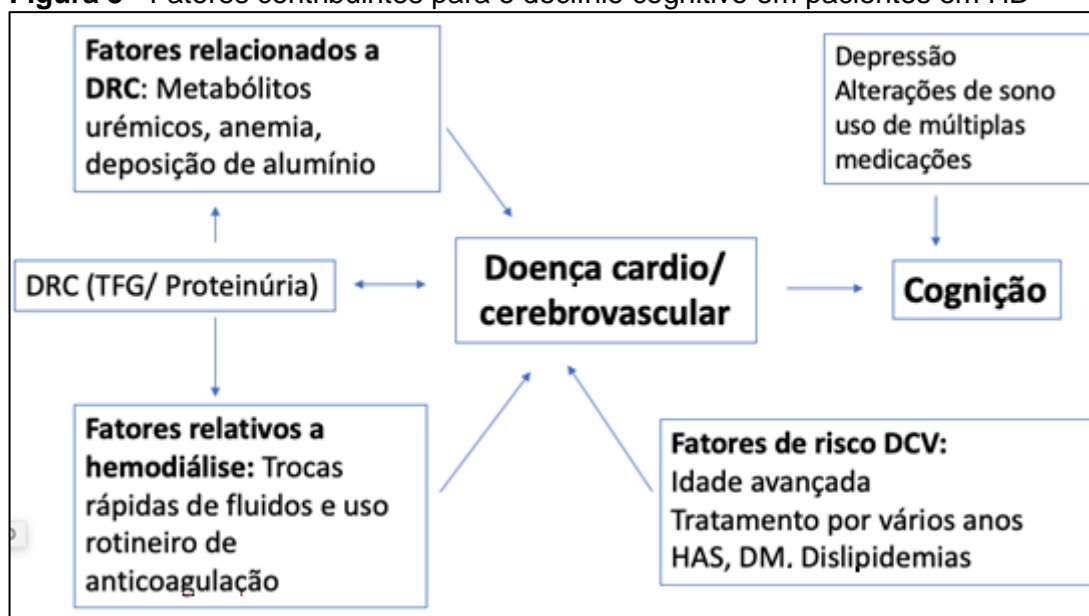 Fatores relacionados a
DRC: Metabólitos
urémicos, anemia,
deposição de alumínio
Depressão
Alterações de sono
uso de múltiplas
medicações
DRC (TFG/ Proteinúria)
Doença cardio/
cerebrovascular
Cognição
Fatores relativos a
hemodiálise: Trocas
rápidas de fluidos e uso
rotineiro de
anticoagulação
Fatores de risco DCV:
Idade avançada
Tratamento por vários anos
HAS, DM. Dislipidemias